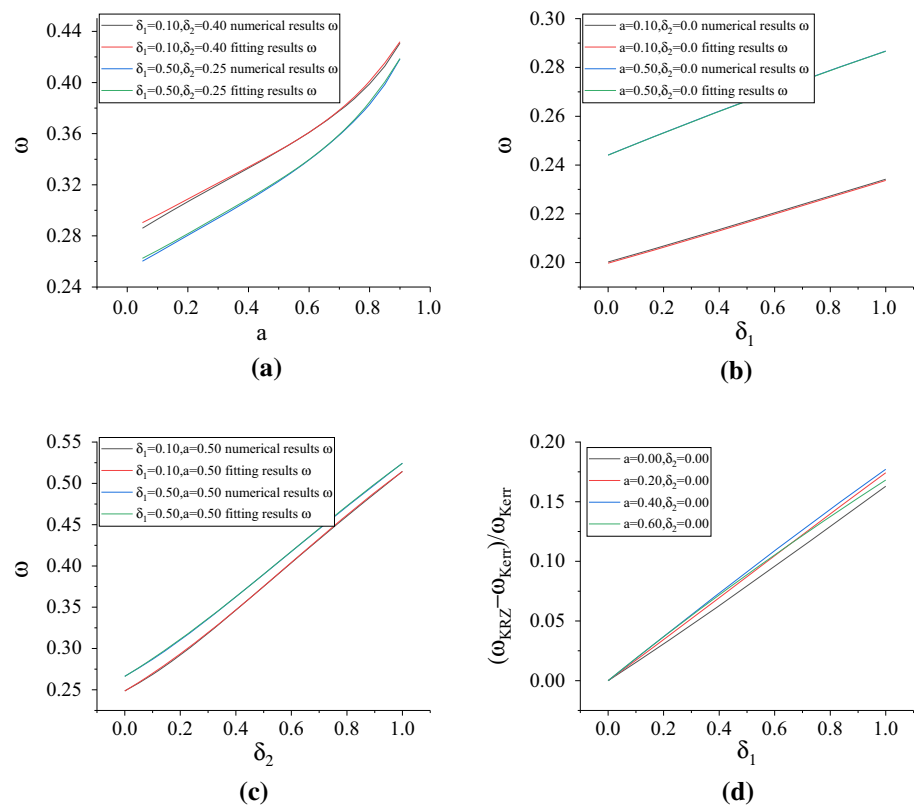 δ₁=0.10,δ₂=0.40 numerical results ω
δ₁=0.10,δ₂=0.40 fitting results ω
δ₁=0.50,δ₂=0.25 numerical results ω
δ₁=0.50,δ₂=0.25 fitting results ω
0.44
0.40
0.36
0.32
0.28
0.24
ω
0.0 0.2 0.4 0.6 0.8 1.0
a
(a)
a=0.10,δ₂=0.0 numerical results ω
a=0.10,δ₂=0.0 fitting results ω
a=0.50,δ₂=0.0 numerical results ω
a=0.50,δ₂=0.0 fitting results ω
0.30
0.28
0.26
0.24
0.22
0.20
ω
0.0 0.2 0.4 0.6 0.8 1.0
δ₁
(b)
δ₁=0.10,a=0.50 numerical results ω
δ₁=0.10,a=0.50 fitting results ω
δ₁=0.50,a=0.50 numerical results ω
δ₁=0.50,a=0.50 fitting results ω
0.55
0.50
0.45
0.40
0.35
0.30
0.25
ω
0.0 0.2 0.4 0.6 0.8 1.0
δ₂
(c)
a=0.00,δ₂=0.00
a=0.20,δ₂=0.00
a=0.40,δ₂=0.00
a=0.60,δ₂=0.00
0.20
0.15
0.10
0.05
0.00
(ω_KRZ−ω_Kerr)/ω_Kerr
0.0 0.2 0.4 0.6 0.8 1.0
δ₁
(d)